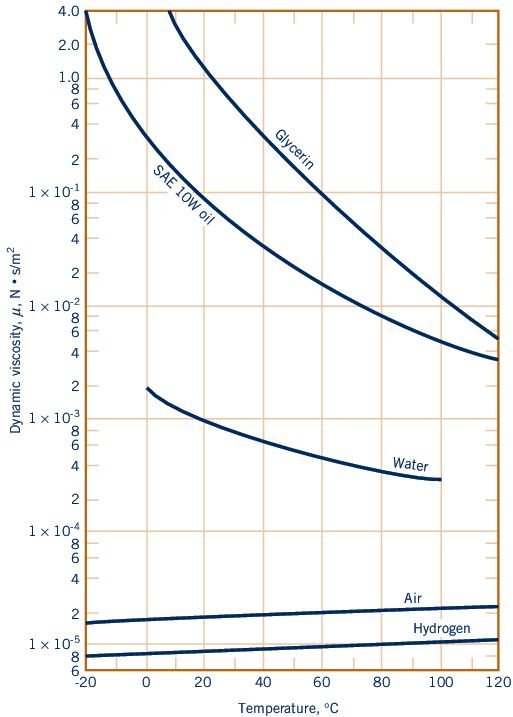 4.0
2.0
1.0
8
6
4
2
1 × 10⁻¹
8
6
4
2
1 × 10⁻²
8
6
4
2
1 × 10⁻³
8
6
4
2
1 × 10⁻⁴
8
6
4
2
1 × 10⁻⁵
8
6
Dynamic viscosity, μ, N • s/m²
Glycerin
SAE 10W oil
Water
Air
Hydrogen
-20 0 20 40 60 80 100 120
Temperature, °C